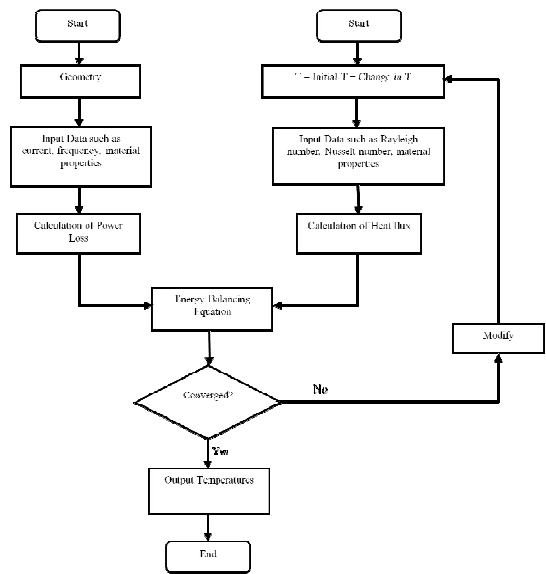 Start
Start
Geometry
T = Initial T = Change in T
Input Data such as
current, frequency, material
properties
Input Data such as Rayleigh
number, Nusselt number, material
properties
Calculation of Power
Loss
Calculation of Heat flux
Energy Balancing
Equation
Modify
Converged?
No
Yes
Output Temperatures
End